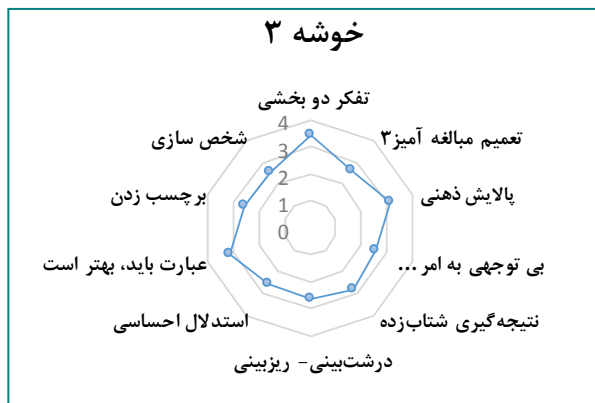 خوشه ۳
تفکر دو بخشی
تعمیم مبالغه آمیز۳
پالایش ذهنی
بی توجهی به امر ...
نتیجه‌گیری شتاب‌زده
درشت‌بینی- ریزبینی
استدلال احساسی
عبارت باید، بهتر است
برچسب زدن
شخص سازی
4
3
2
1
0